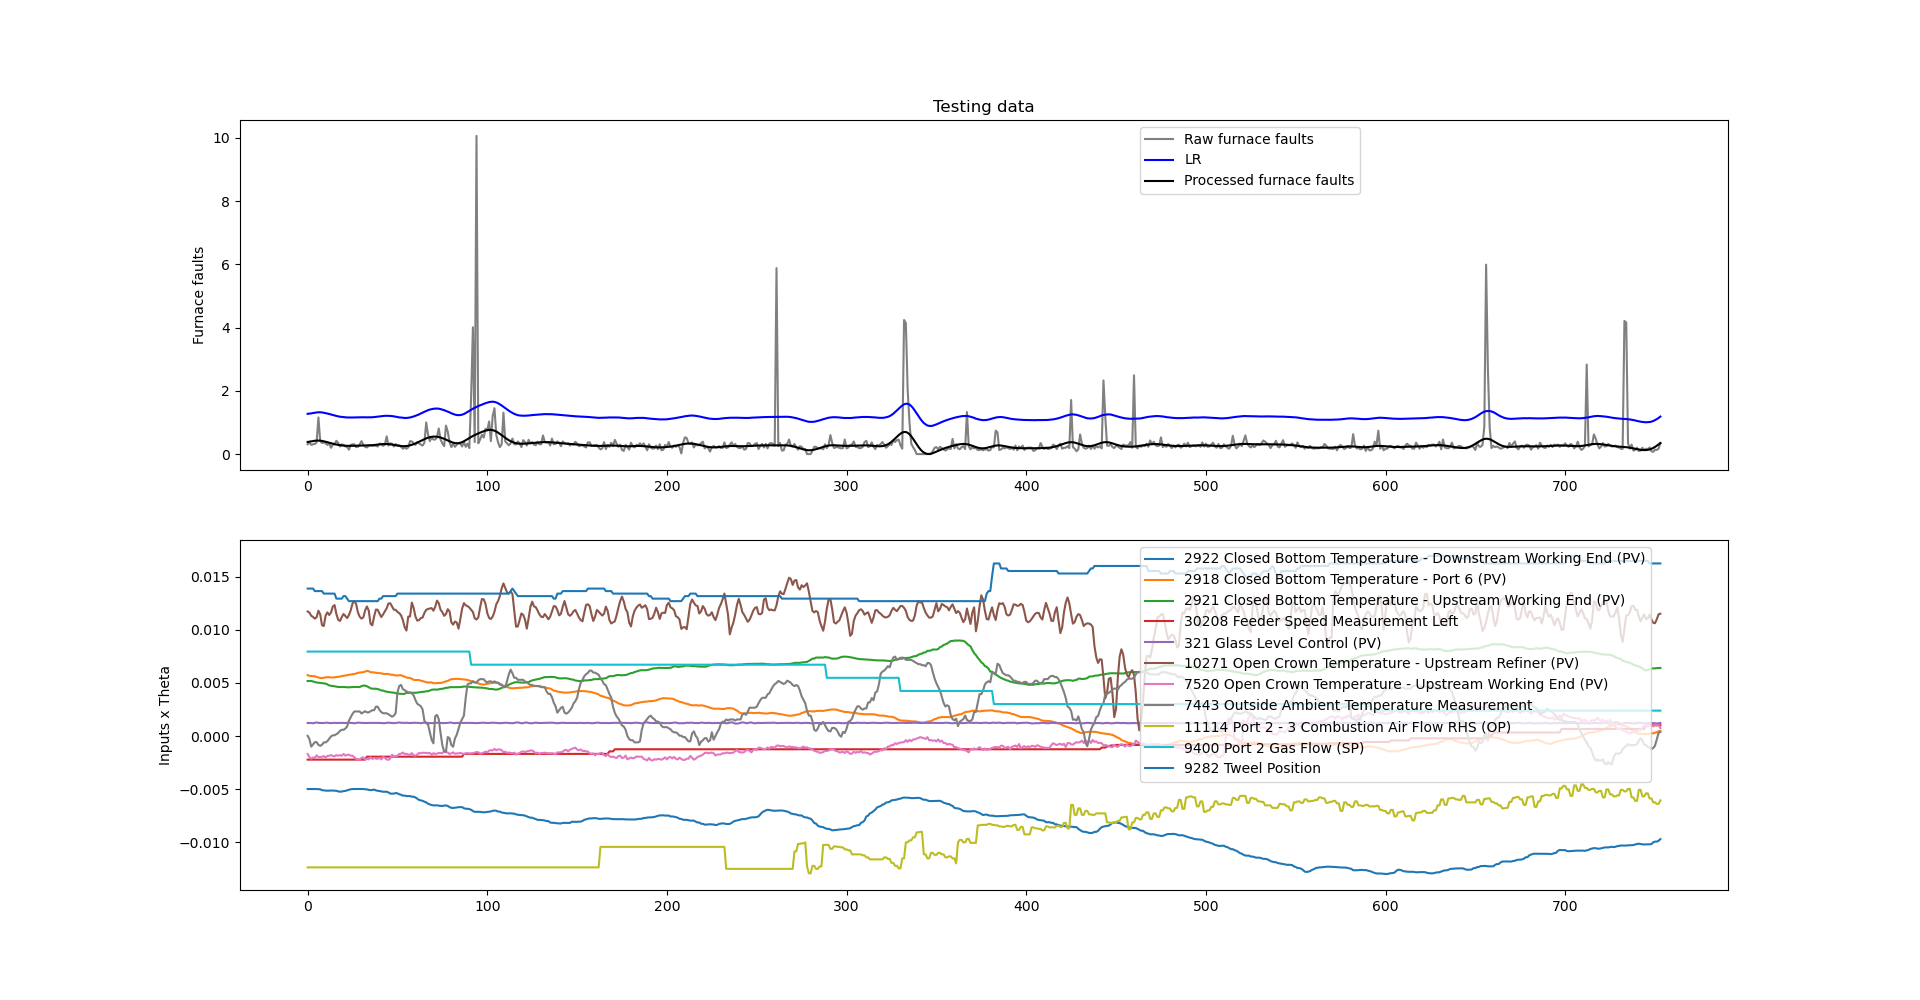 Testing data
Furnace faults
10
8
6
4
2
0
Raw furnace faults
LR
Processed furnace faults
0 100 200 300 400 500 600 700
Inputs x Theta
0.015
0.010
0.005
0.000
−0.005
−0.010
2922 Closed Bottom Temperature - Downstream Working End (PV)
2918 Closed Bottom Temperature - Port 6 (PV)
2921 Closed Bottom Temperature - Upstream Working End (PV)
30208 Feeder Speed Measurement Left
321 Glass Level Control (PV)
10271 Open Crown Temperature - Upstream Refiner (PV)
7520 Open Crown Temperature - Upstream Working End (PV)
7443 Outside Ambient Temperature Measurement
11114 Port 2 - 3 Combustion Air Flow RHS (OP)
9400 Port 2 Gas Flow (SP)
9282 Tweel Position
0 100 200 300 400 500 600 700